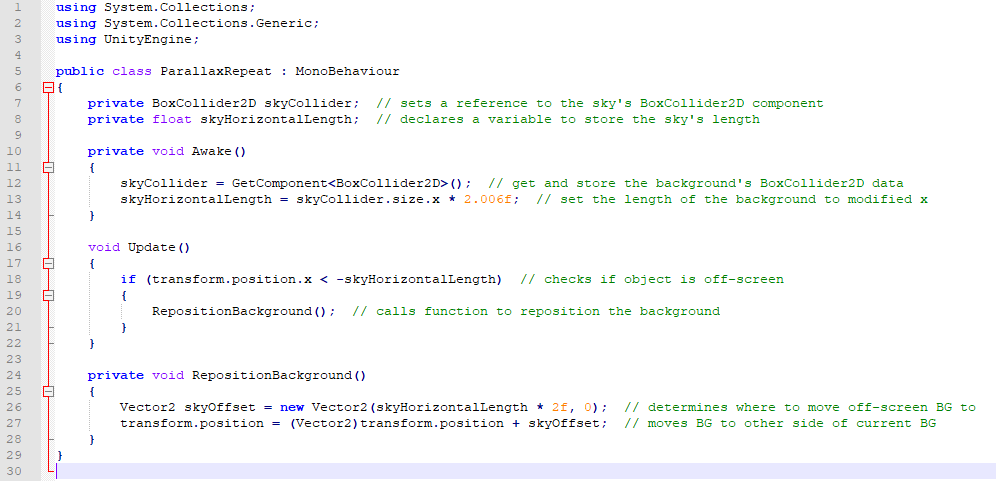 1 using System.Collections;
2 using System.Collections.Generic;
3 using UnityEngine;
4
5 public class ParallaxRepeat : MonoBehaviour
6 {
7 private BoxCollider2D skyCollider; // sets a reference to the sky's BoxCollider2D component
8 private float skyHorizontalLength; // declares a variable to store the sky's length
9
10 private void Awake()
11 {
12 skyCollider = GetComponent<BoxCollider2D>(); // get and store the background's BoxCollider2D data
13 skyHorizontalLength = skyCollider.size.x * 2.006f; // set the length of the background to modified x
14 }
15
16 void Update()
17 {
18 if (transform.position.x < -skyHorizontalLength) // checks if object is off-screen
19 {
20 RepositionBackground(); // calls function to reposition the background
21 }
22 }
23
24 private void RepositionBackground()
25 {
26 Vector2 skyOffset = new Vector2(skyHorizontalLength * 2f, 0); // determines where to move off-screen BG to
27 transform.position = (Vector2)transform.position + skyOffset; // moves BG to other side of current BG
28 }
29 }
30